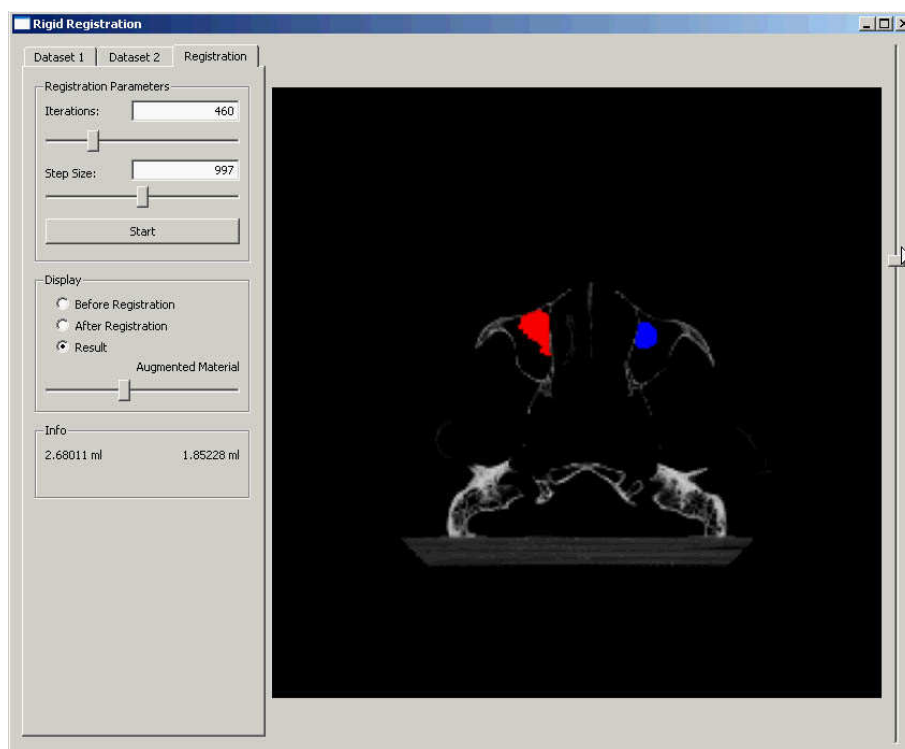 Rigid Registration
Dataset 1 Dataset 2 Registration
Registration Parameters
Iterations: 460
Step Size: 997
Start
Display
Before Registration
After Registration
Result
Augmented Material
Info
2.68011 ml 1.85228 ml